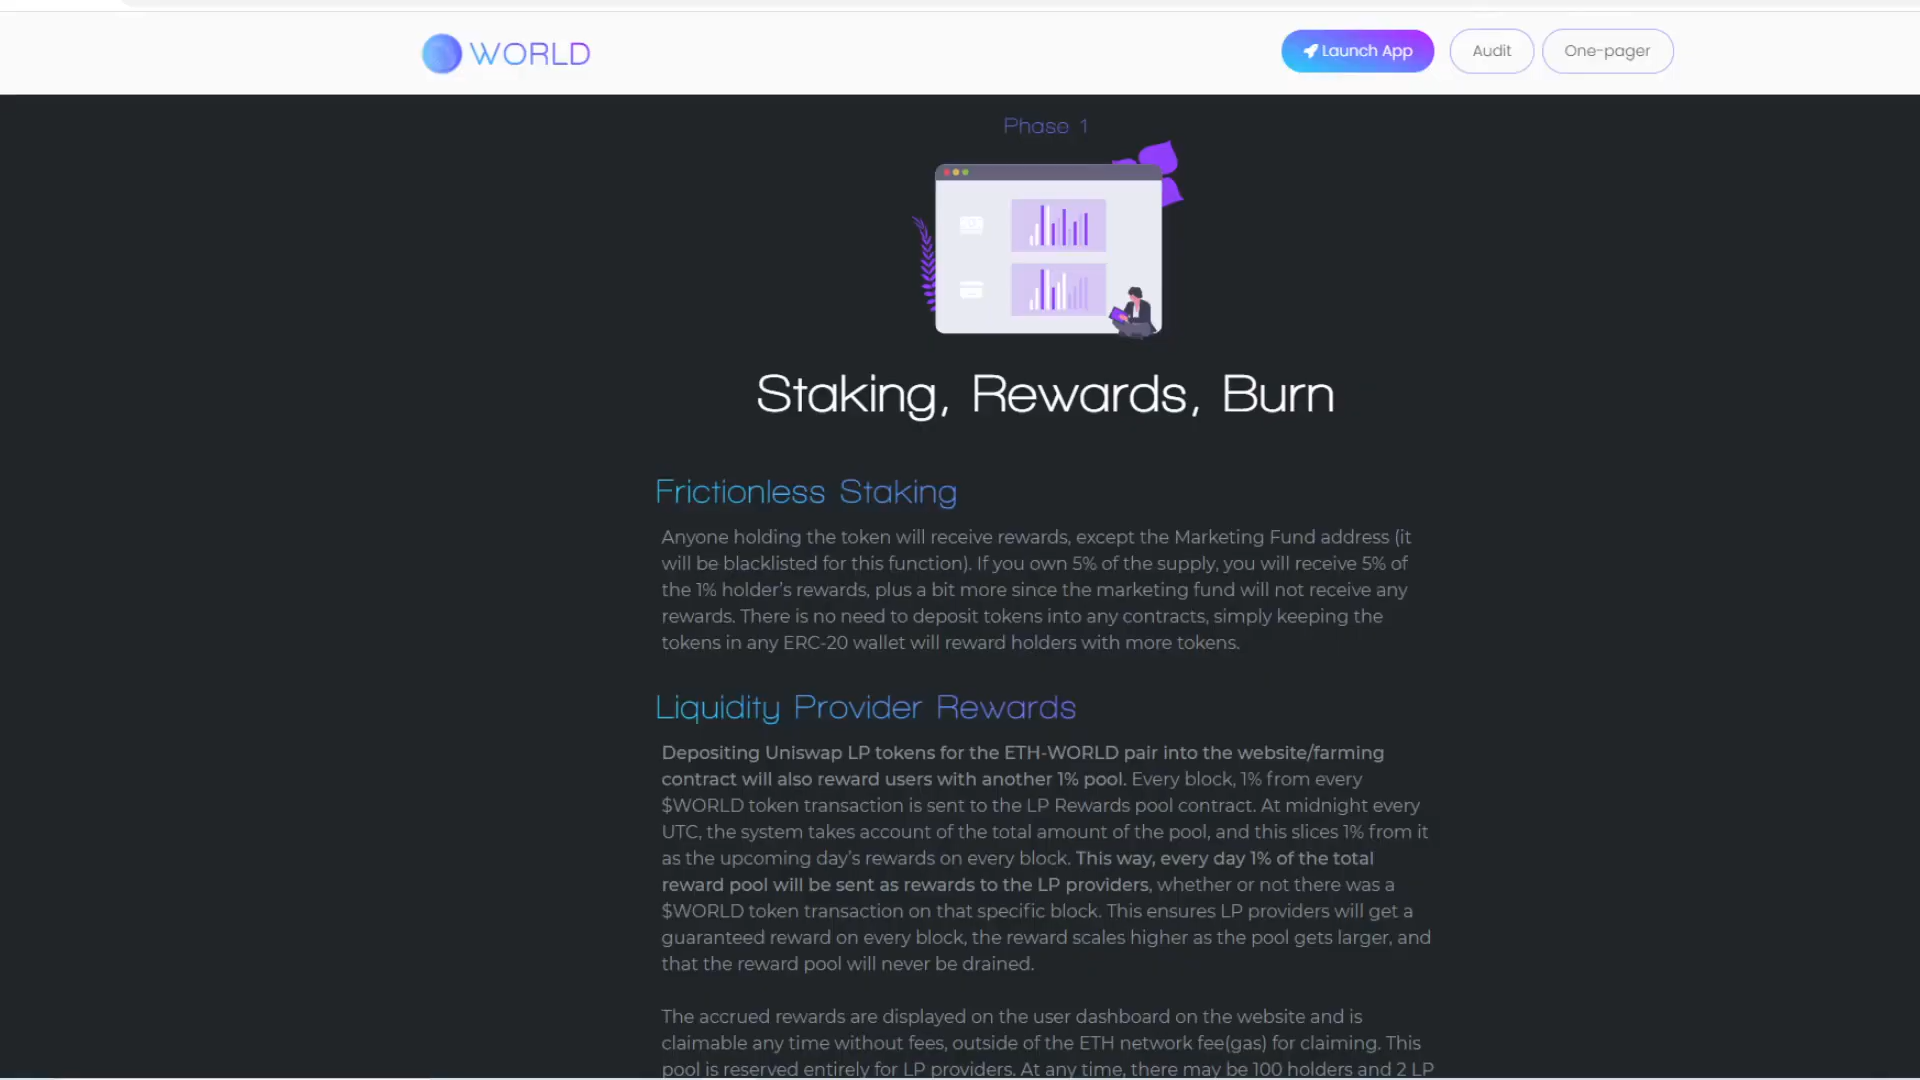 WORLD
Launch App
Audit
One-pager
Phase 1
Staking, Rewards, Burn
Frictionless Staking
Anyone holding the token will receive rewards, except the Marketing Fund address (it
will be blacklisted for this function). If you own 5% of the supply, you will receive 5% of
the 1% holder's rewards, plus a bit more since the marketing fund will not receive any
rewards. There is no need to deposit tokens into any contracts, simply keeping the
tokens in any ERC-20 wallet will reward holders with more tokens.
Liquidity Provider Rewards
Depositing Uniswap LP tokens for the ETH-WORLD pair into the website/farming
contract will also reward users with another 1% pool. Every block, 1% from every
$WORLD token transaction is sent to the LP Rewards pool contract. At midnight every
UTC, the system takes account of the total amount of the pool, and this slices 1% from it
as the upcoming day's rewards on every block. This way, every day 1% of the total
reward pool will be sent as rewards to the LP providers, whether or not there was a
$WORLD token transaction on that specific block. This ensures LP providers will get a
guaranteed reward on every block, the reward scales higher as the pool gets larger, and
that the reward pool will never be drained.
The accrued rewards are displayed on the user dashboard on the website and is
claimable any time without fees, outside of the ETH network fee(gas) for claiming. This
pool is reserved entirely for LP providers. At any time, there may be 100 holders and 2 LP